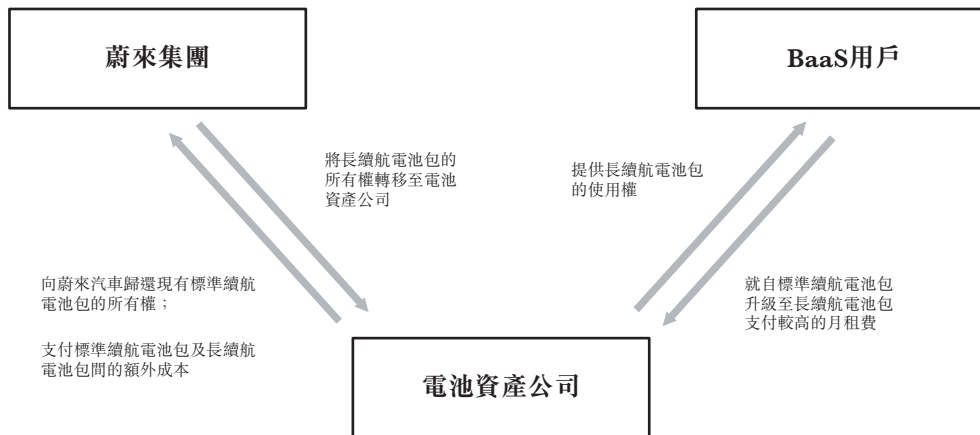 蔚來集團
BaaS用戶
將長續航電池包的
所有權轉移至電池
資產公司
提供長續航電池包
的使用權
向蔚來汽車歸還現有標準續航
電池包的所有權；
支付標準續航電池包及長續航
電池包間的額外成本
就自標準續航電池包
升級至長續航電池包
支付較高的月租費
電池資產公司